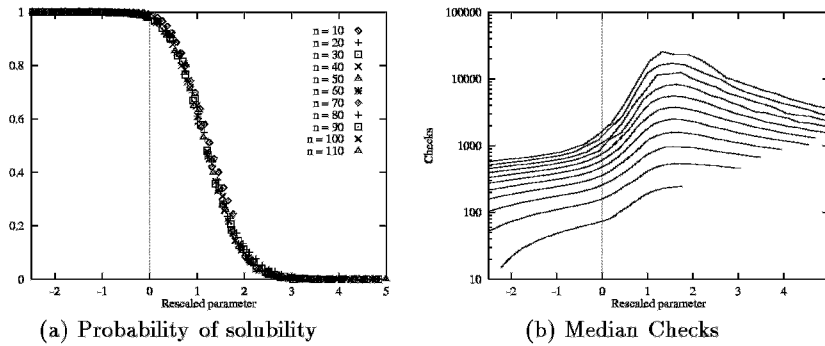 1
0.8
0.6
0.4
0.2
0
-2
-1
0
1
2
3
4
5
Rescaled parameter
n = 10
n = 20
n = 30
n = 40
n = 50
n = 60
n = 70
n = 80
n = 90
n = 100
n = 110
(a) Probability of solubility
100000
10000
1000
100
10
Checks
-2
-1
0
1
2
3
4
Rescaled parameter
(b) Median Checks